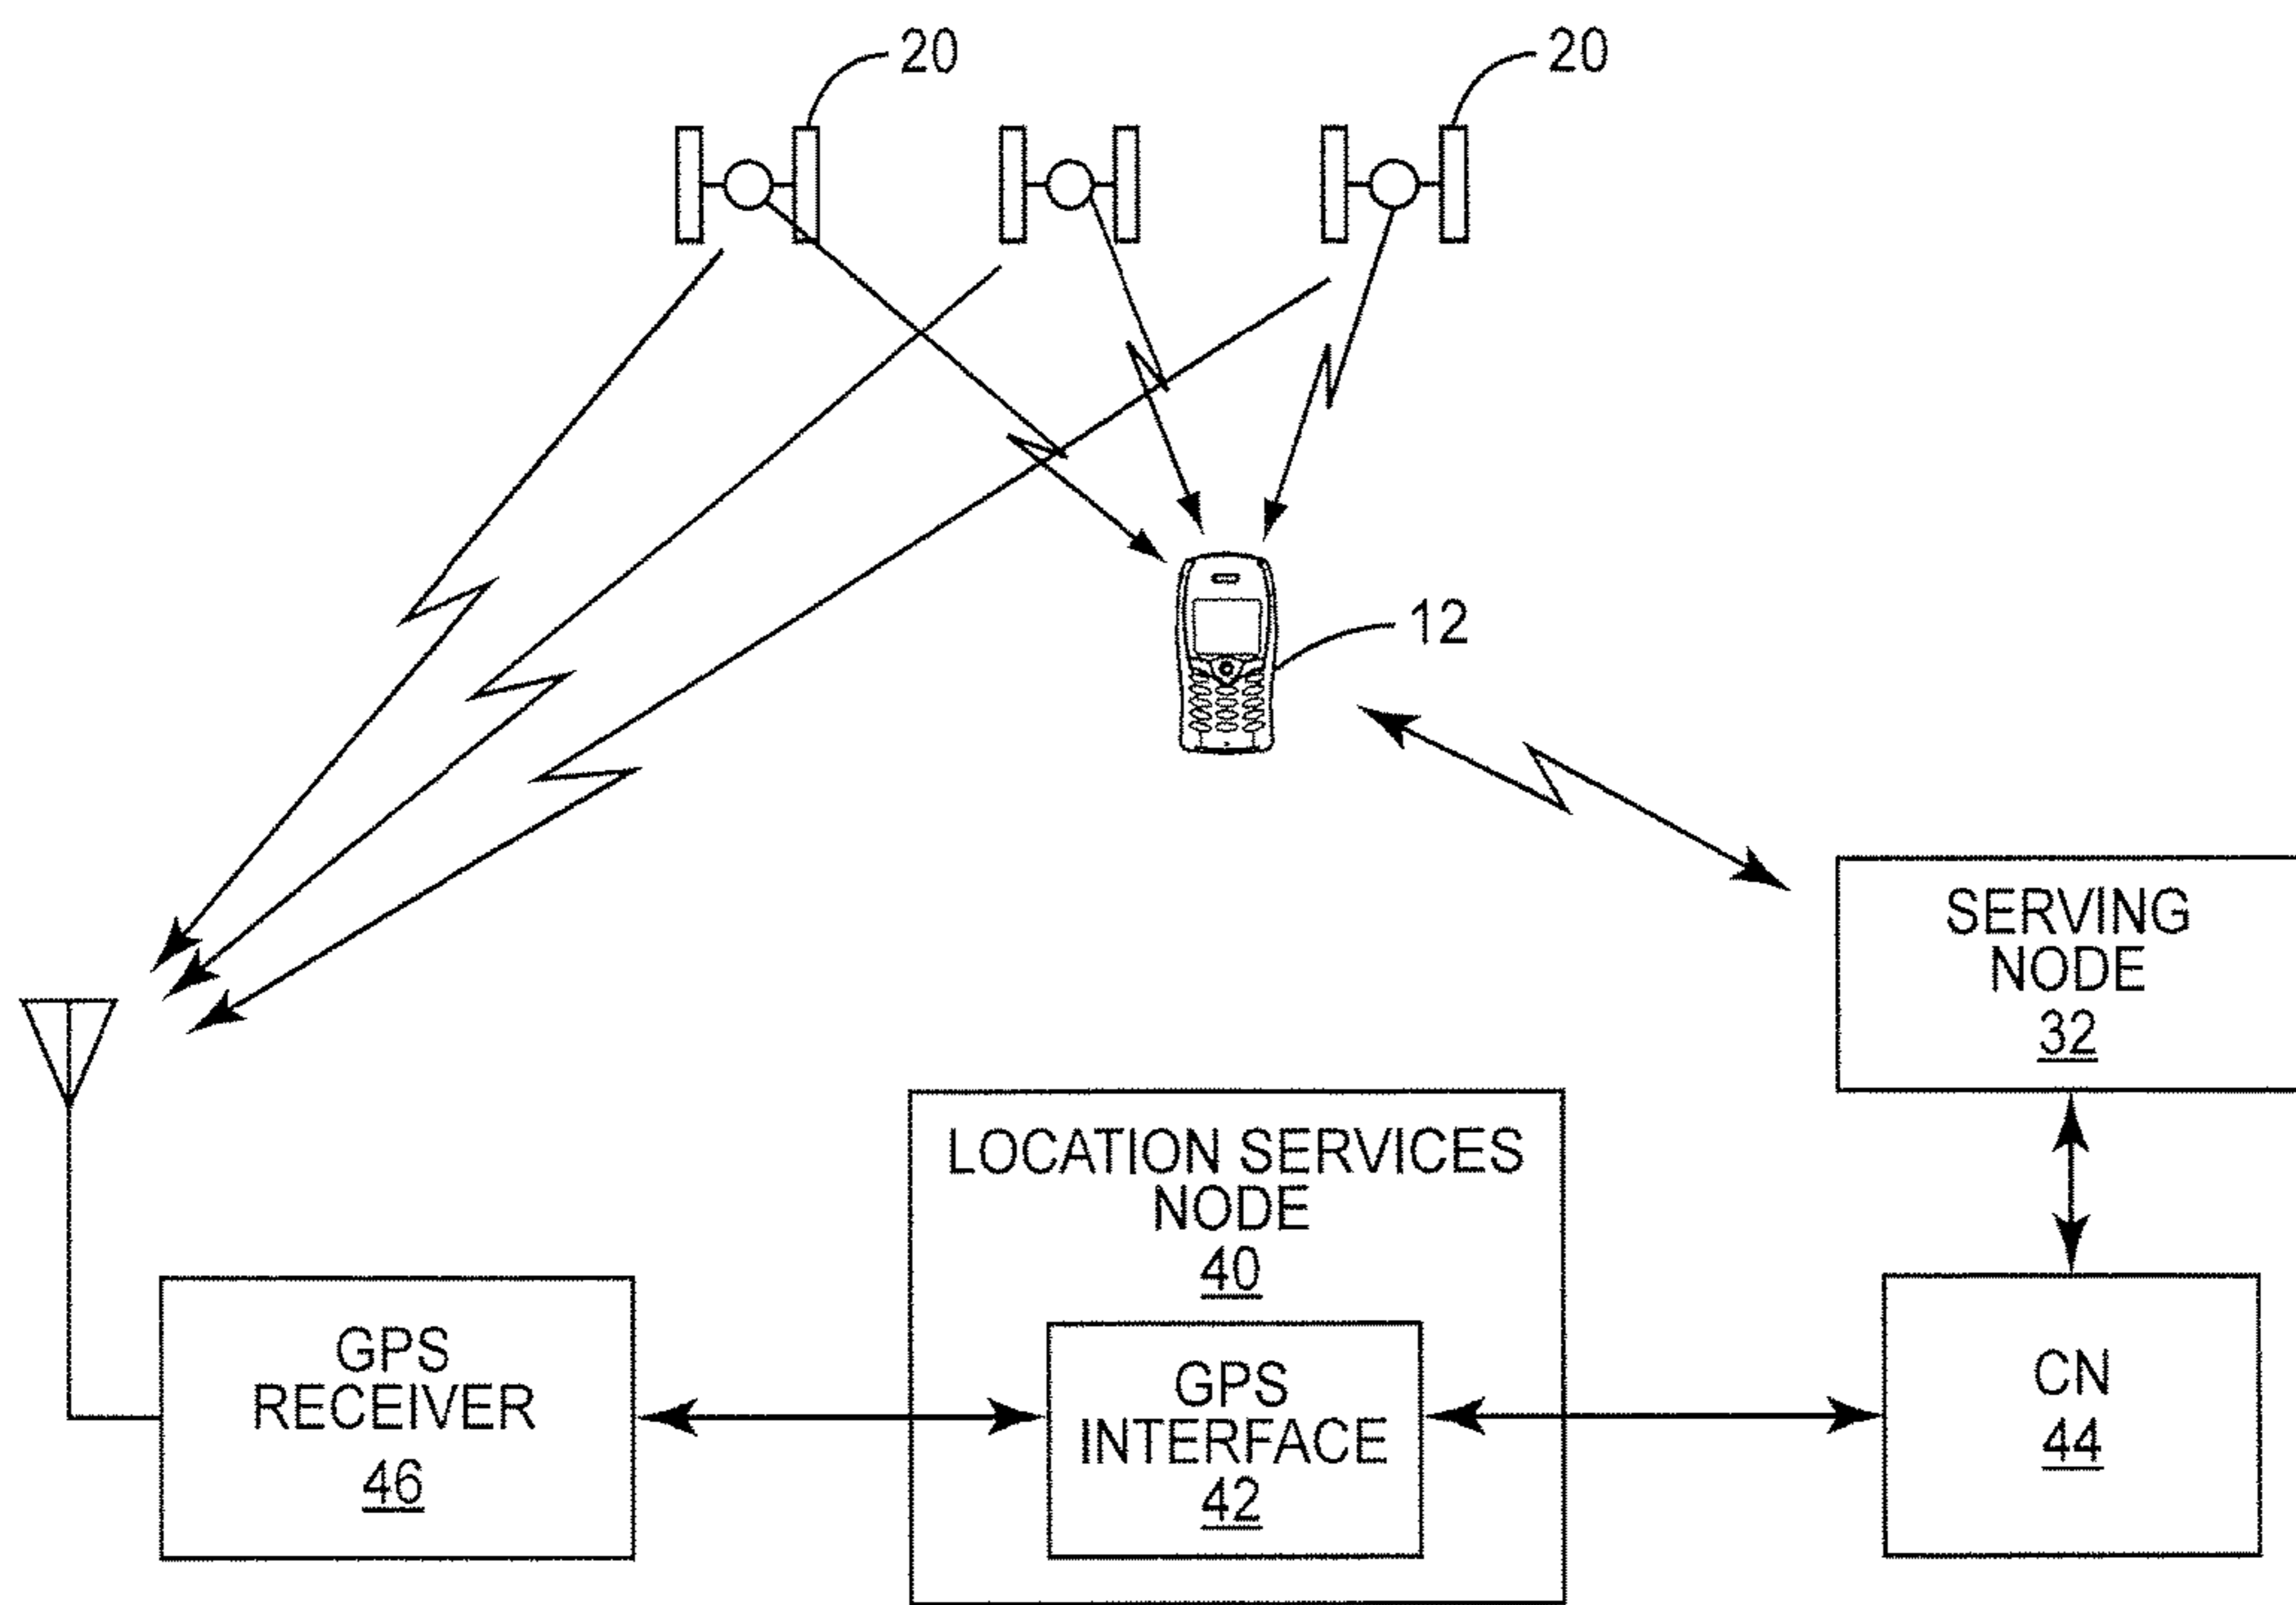 20
20
12
SERVING
NODE
32
LOCATION SERVICES
NODE
40
GPS
RECEIVER
46
GPS
INTERFACE
42
CN
44